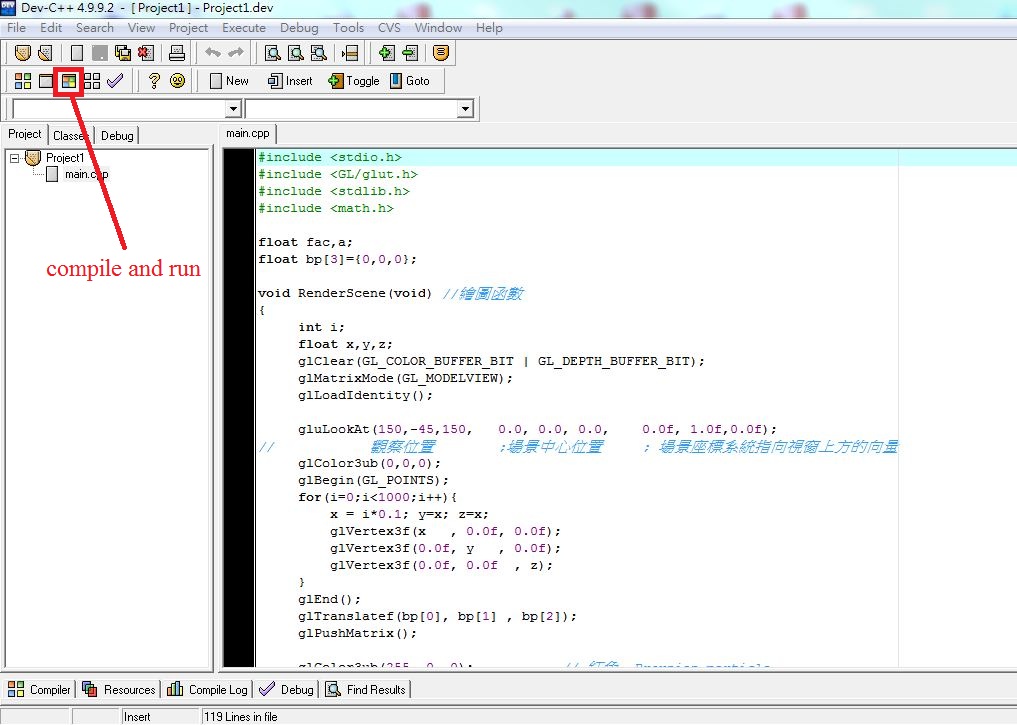 Dev-C++ 4.9.9.2 - [ Project1 ] - Project1.dev
File Edit Search View Project Execute Debug Tools CVS Window Help
New Insert Toggle Goto
Project Classes Debug
main.cpp
Project1
main.cpp
compile and run
#include <stdio.h>
#include <GL/glut.h>
#include <stdlib.h>
#include <math.h>
float fac,a;
float bp[3]={0,0,0};
void RenderScene(void) //繪圖函數
{
int i;
float x,y,z;
glClear(GL_COLOR_BUFFER_BIT | GL_DEPTH_BUFFER_BIT);
glMatrixMode(GL_MODELVIEW);
glLoadIdentity();
gluLookAt(150,-45,150, 0.0, 0.0, 0.0, 0.0f, 1.0f,0.0f);
// 觀察位置 ;場景中心位置 ; 場景座標系統指向視窗上方的向量
glColor3ub(0,0,0);
glBegin(GL_POINTS);
for(i=0;i<1000;i++){
x = i*0.1; y=x; z=x;
glVertex3f(x , 0.0f, 0.0f);
glVertex3f(0.0f, y , 0.0f);
glVertex3f(0.0f, 0.0f , z);
}
glEnd();
glTranslatef(bp[0], bp[1] , bp[2]);
glPushMatrix();
glColor3ub(255, 0, 0); // 紅色 Brownian particle
Compiler Resources Compile Log Debug Find Results
Insert 119 Lines in file